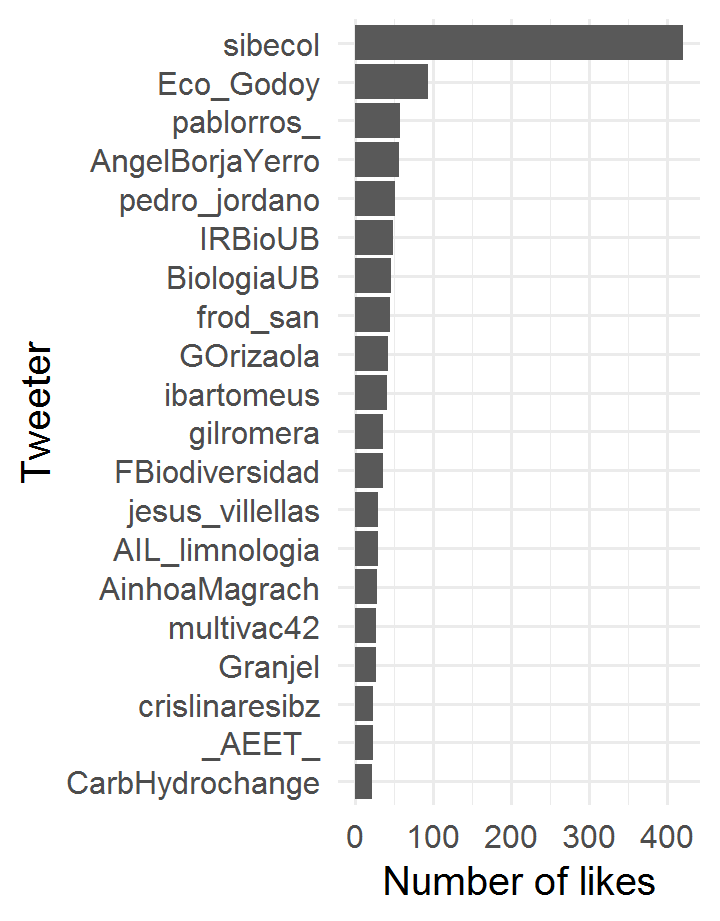 sibecol
Eco_Godoy
pablorros_
AngelBorjaYerro
pedro_jordano
IRBioUB
BiologiaUB
frod_san
GOrizaola
ibartomeus
gilromera
FBiodiversidad
jesus_villellas
AIL_limnologia
AinhoaMagrach
multivac42
Granjel
crislinaresibz
_AEET_
CarbHydrochange
Tweeter
0 100 200 300 400
Number of likes